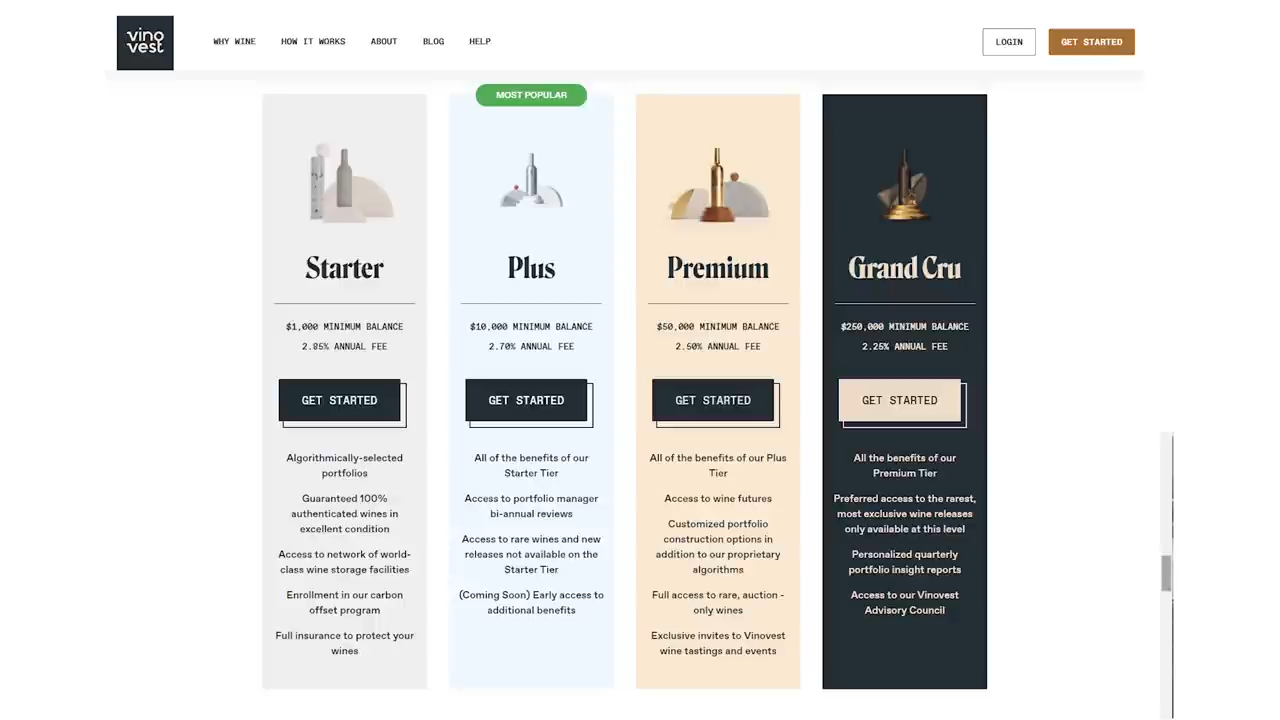 vino
vest
WHY WINE
HOW IT WORKS
ABOUT
BLOG
HELP
LOGIN
GET STARTED
Starter
$1,000 MINIMUM BALANCE
2.85% ANNUAL FEE
GET STARTED
Algorithmically-selected
portfolios
Guaranteed 100%
authenticated wines in
excellent condition
Access to network of world-
class wine storage facilities
Enrollment in our carbon
offset program
Full insurance to protect your
wines
MOST POPULAR
Plus
$10,000 MINIMUM BALANCE
2.70% ANNUAL FEE
GET STARTED
All of the benefits of our
Starter Tier
Access to portfolio manager
bi-annual reviews
Access to rare wines and new
releases not available on the
Starter Tier
(Coming Soon) Early access to
additional benefits
Premium
$50,000 MINIMUM BALANCE
2.50% ANNUAL FEE
GET STARTED
All of the benefits of our Plus
Tier
Access to wine futures
Customized portfolio
construction options in
addition to our proprietary
algorithms
Full access to rare, auction -
only wines
Exclusive invites to Vinovest
wine tastings and events
Grand Cru
$250,000 MINIMUM BALANCE
2.25% ANNUAL FEE
GET STARTED
All the benefits of our
Premium Tier
Preferred access to the rarest,
most exclusive wine releases
only available at this level
Personalized quarterly
portfolio insight reports
Access to our Vinovest
Advisory Council